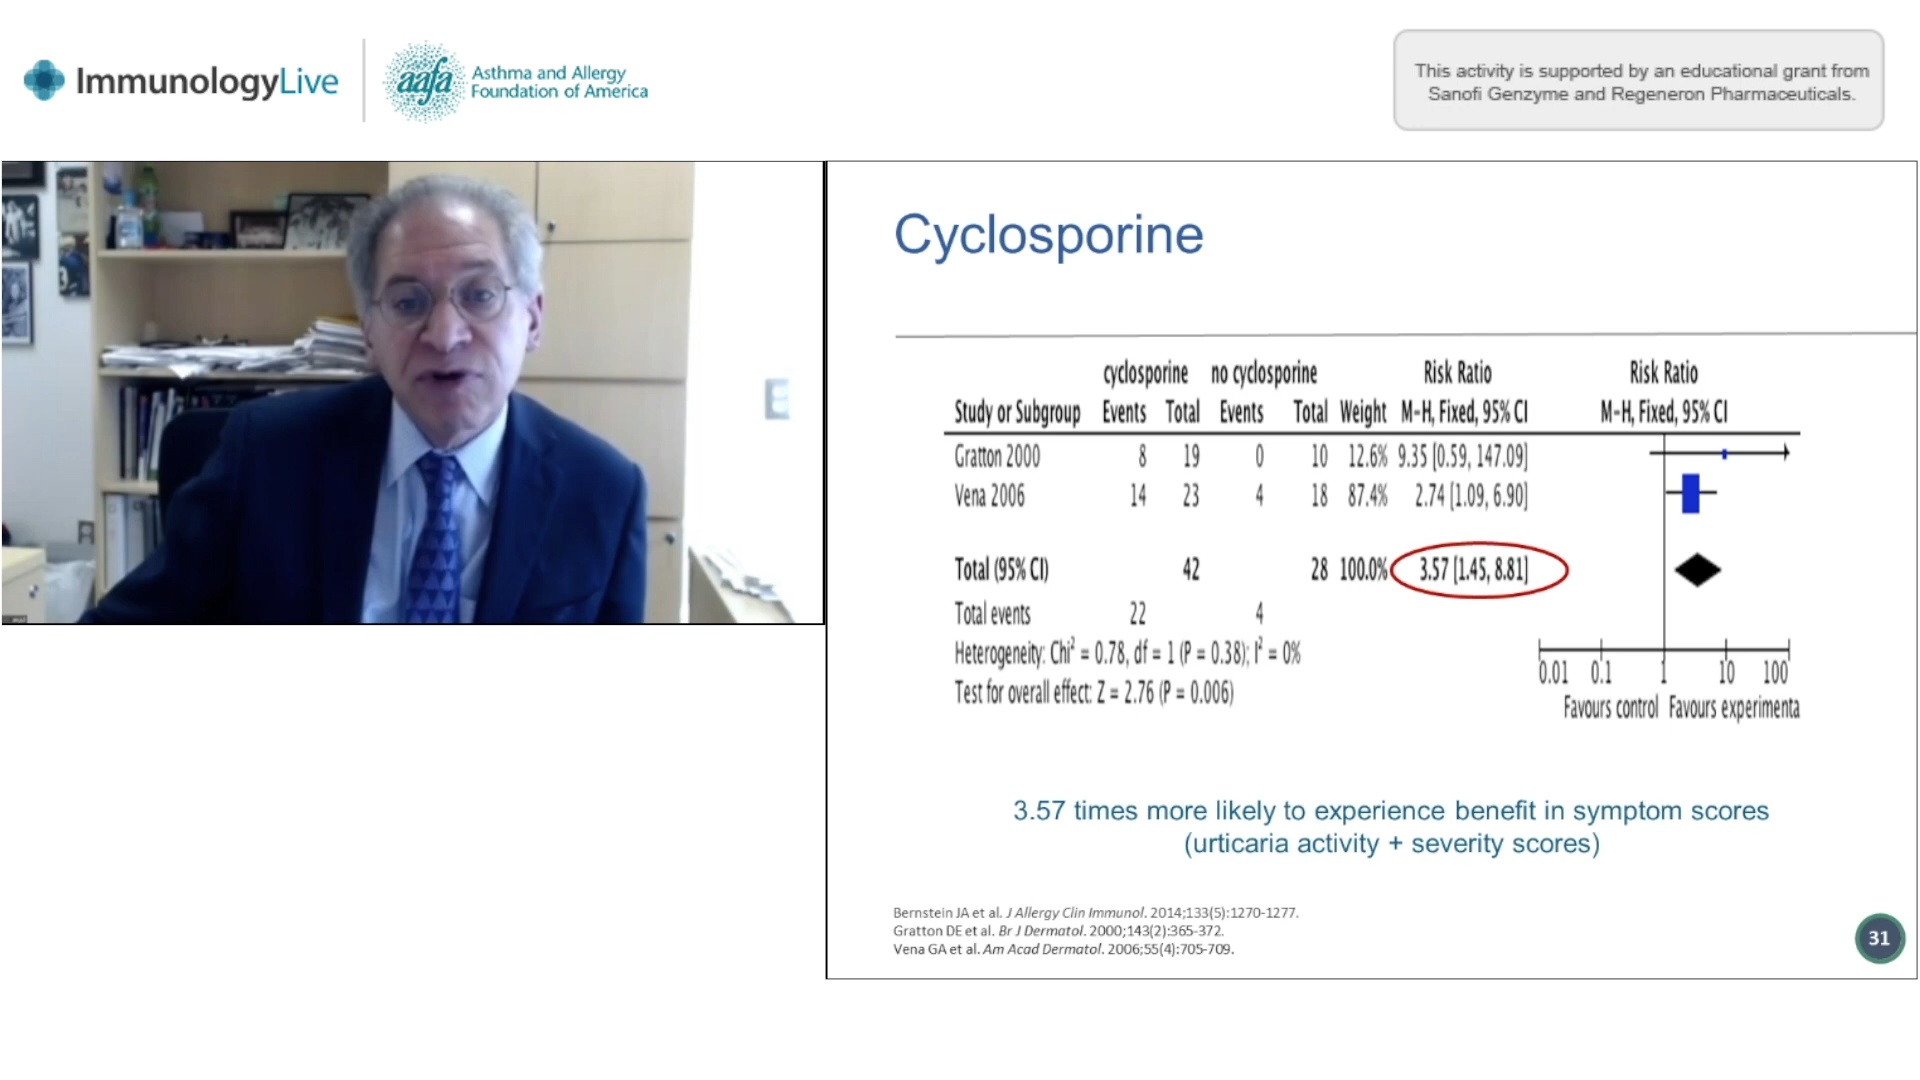 ImmunologyLive
aafa
Asthma and Allergy
Foundation of America
This activity is supported by an educational grant from
Sanofi Genzyme and Regeneron Pharmaceuticals.
Cyclosporine
cyclosporine no cyclosporine Risk Ratio Risk Ratio
Study or Subgroup Events Total Events Total Weight M-H, Fixed, 95% CI M-H, Fixed, 95% CI
Gratton 2000 8 19 0 10 12.6% 9.35 [0.59, 147.09]
Vena 2006 14 23 4 18 87.4% 2.74 [1.09, 6.90]
Total (95% CI) 42 28 100.0% 3.57 [1.45, 8.81]
Total events 22 4
Heterogeneity: Chi² = 0.78, df = 1 (P = 0.38); I² = 0%
Test for overall effect: Z = 2.76 (P = 0.006)
0.01 0.1 1 10 100
Favours control Favours experimenta
3.57 times more likely to experience benefit in symptom scores
(urticaria activity + severity scores)
Bernstein JA et al. J Allergy Clin Immunol. 2014;133(5):1270-1277.
Gratton DE et al. Br J Dermatol. 2000;143(2):365-372.
Vena GA et al. Am Acad Dermatol. 2006;55(4):705-709.
31